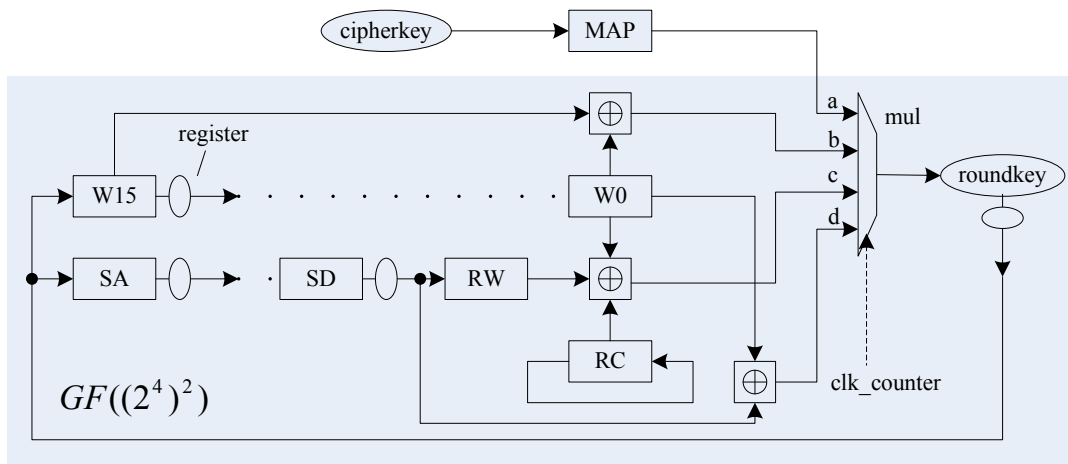 cipherkey
MAP
a
mul
register
b
roundkey
W15
W0
c
d
SA
SD
RW
RC
clk_counter
GF((2^4)^2)